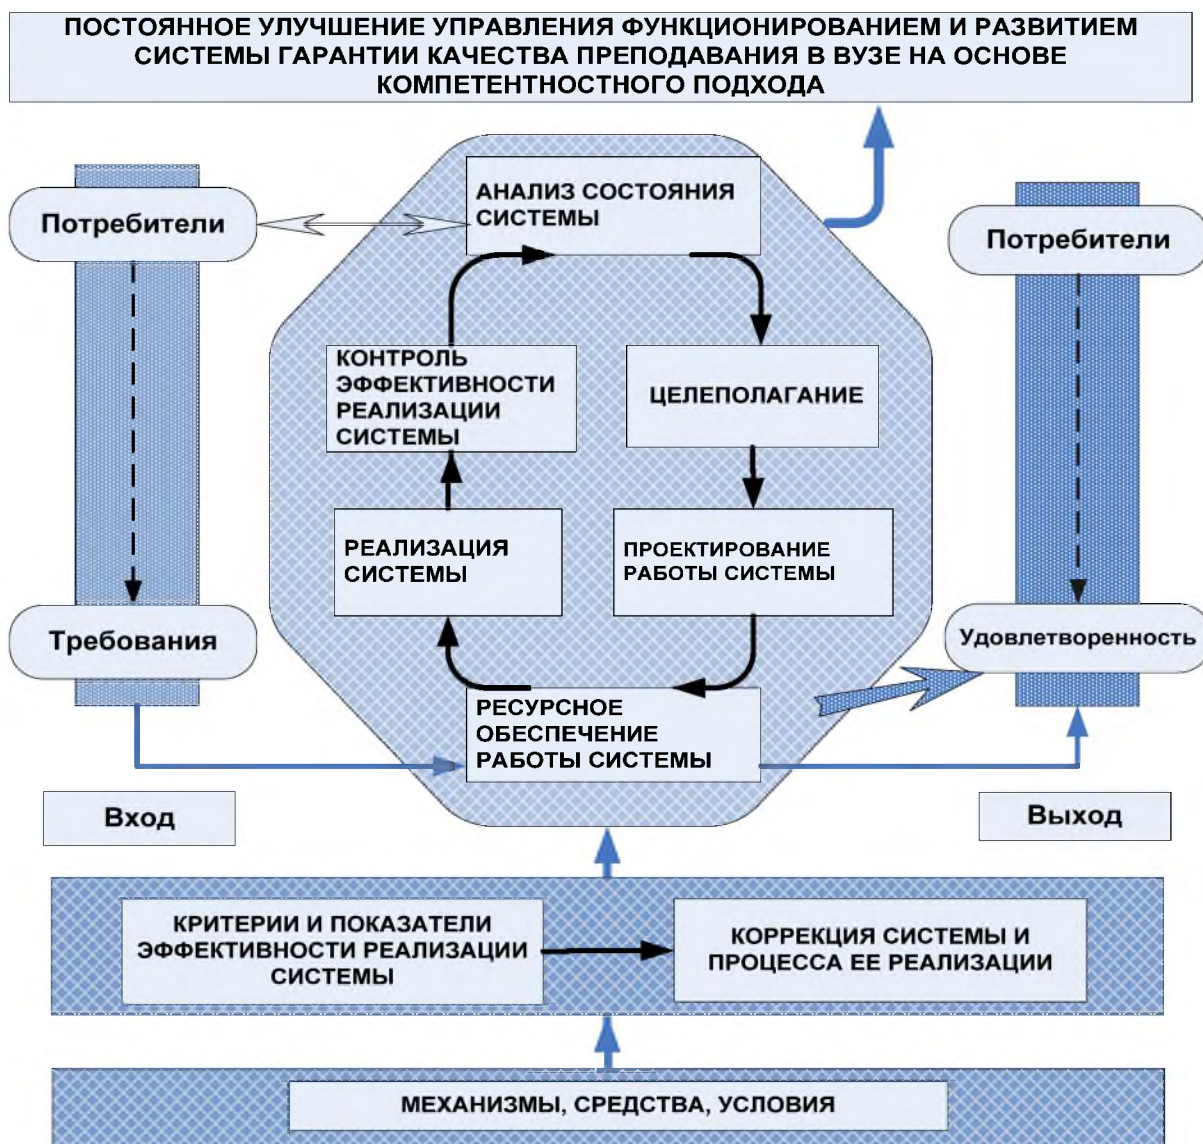 ПОСТОЯННОЕ УЛУЧШЕНИЕ УПРАВЛЕНИЯ ФУНКЦИОНИРОВАНИЕМ И РАЗВИТИЕМ
СИСТЕМЫ ГАРАНТИИ КАЧЕСТВА ПРЕПОДАВАНИЯ В ВУЗЕ НА ОСНОВЕ
КОМПЕТЕНТНОСТНОГО ПОДХОДА
АНАЛИЗ СОСТОЯНИЯ
СИСТЕМЫ
Потребители
Потребители
КОНТРОЛЬ
ЭФФЕКТИВНОСТИ
РЕАЛИЗАЦИИ
СИСТЕМЫ
ЦЕЛЕПОЛАГАНИЕ
РЕАЛИЗАЦИЯ
СИСТЕМЫ
ПРОЕКТИРОВАНИЕ
РАБОТЫ СИСТЕМЫ
Требования
Удовлетворенность
РЕСУРСНОЕ
ОБЕСПЕЧЕНИЕ
РАБОТЫ СИСТЕМЫ
Вход
Выход
КРИТЕРИИ И ПОКАЗАТЕЛИ
ЭФФЕКТИВНОСТИ РЕАЛИЗАЦИИ
СИСТЕМЫ
КОРРЕКЦИЯ СИСТЕМЫ И
ПРОЦЕССА ЕЕ РЕАЛИЗАЦИИ
МЕХАНИЗМЫ, СРЕДСТВА, УСЛОВИЯ